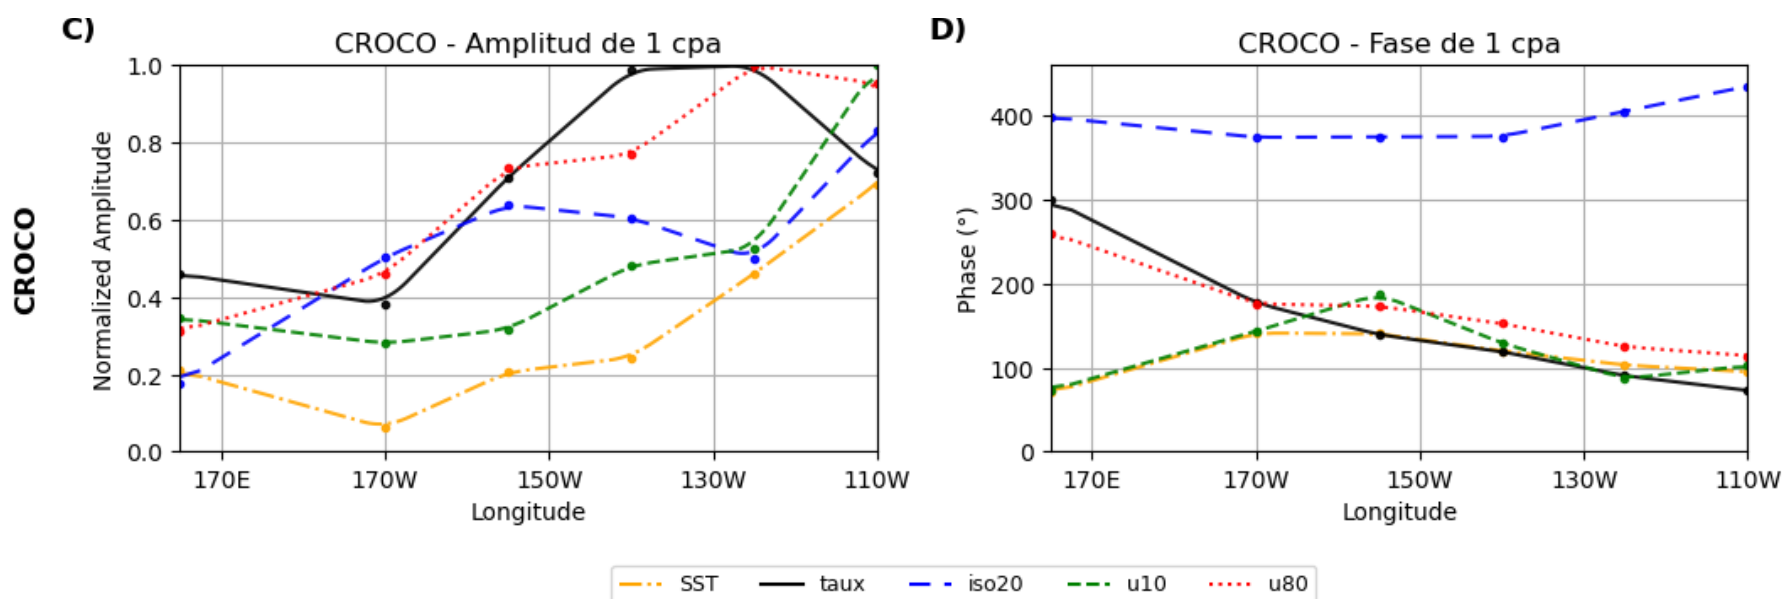 C)
CROCO - Amplitud de 1 cpa
CROCO
Normalized Amplitude
1.0
0.8
0.6
0.4
0.2
0.0
170E 170W 150W 130W 110W
Longitude
D)
CROCO - Fase de 1 cpa
Phase (°)
400
300
200
100
0
170E 170W 150W 130W 110W
Longitude
SST taux iso20 u10 u80